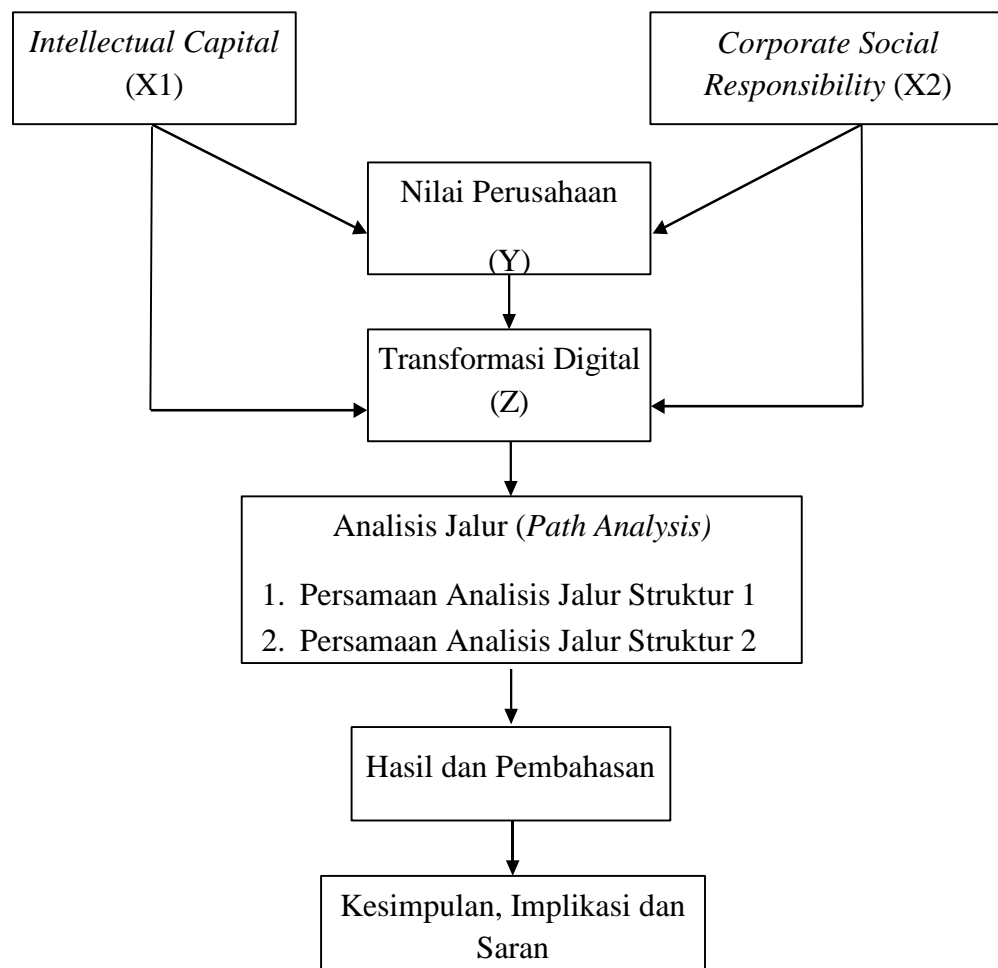 Intellectual Capital
(X1)
Corporate Social
Responsibility (X2)
Nilai Perusahaan
(Y)
Transformasi Digital
(Z)
Analisis Jalur (Path Analysis)
1. Persamaan Analisis Jalur Struktur 1
2. Persamaan Analisis Jalur Struktur 2
Hasil dan Pembahasan
Kesimpulan, Implikasi dan
Saran